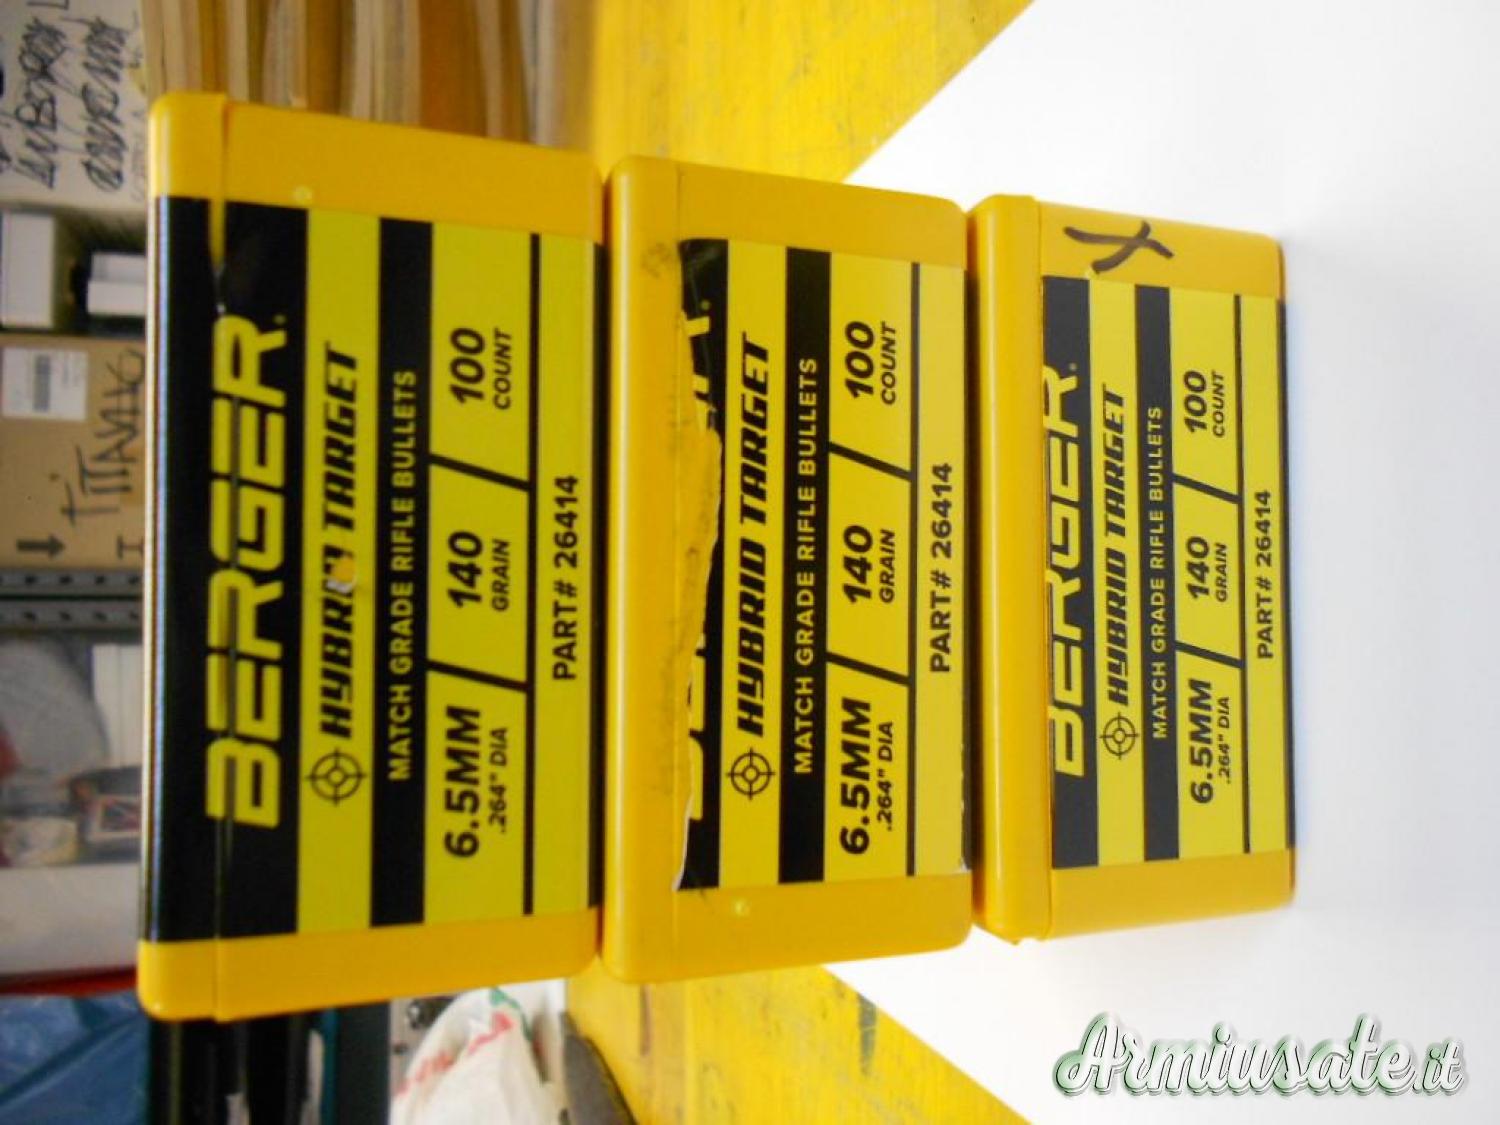 BERGER.
HYBRID TARGET
MATCH GRADE RIFLE BULLETS
6.5MM 140 100
.264" DIA GRAIN COUNT
PART# 26414
HYBRID TARGET
MATCH GRADE RIFLE BULLETS
6.5MM 140 100
.264" DIA GRAIN COUNT
PART# 26414
X
BERGER.
HYBRID TARGET
MATCH GRADE RIFLE BULLETS
6.5MM 140 100
.264" DIA GRAIN COUNT
PART# 26414
Armiusate.it